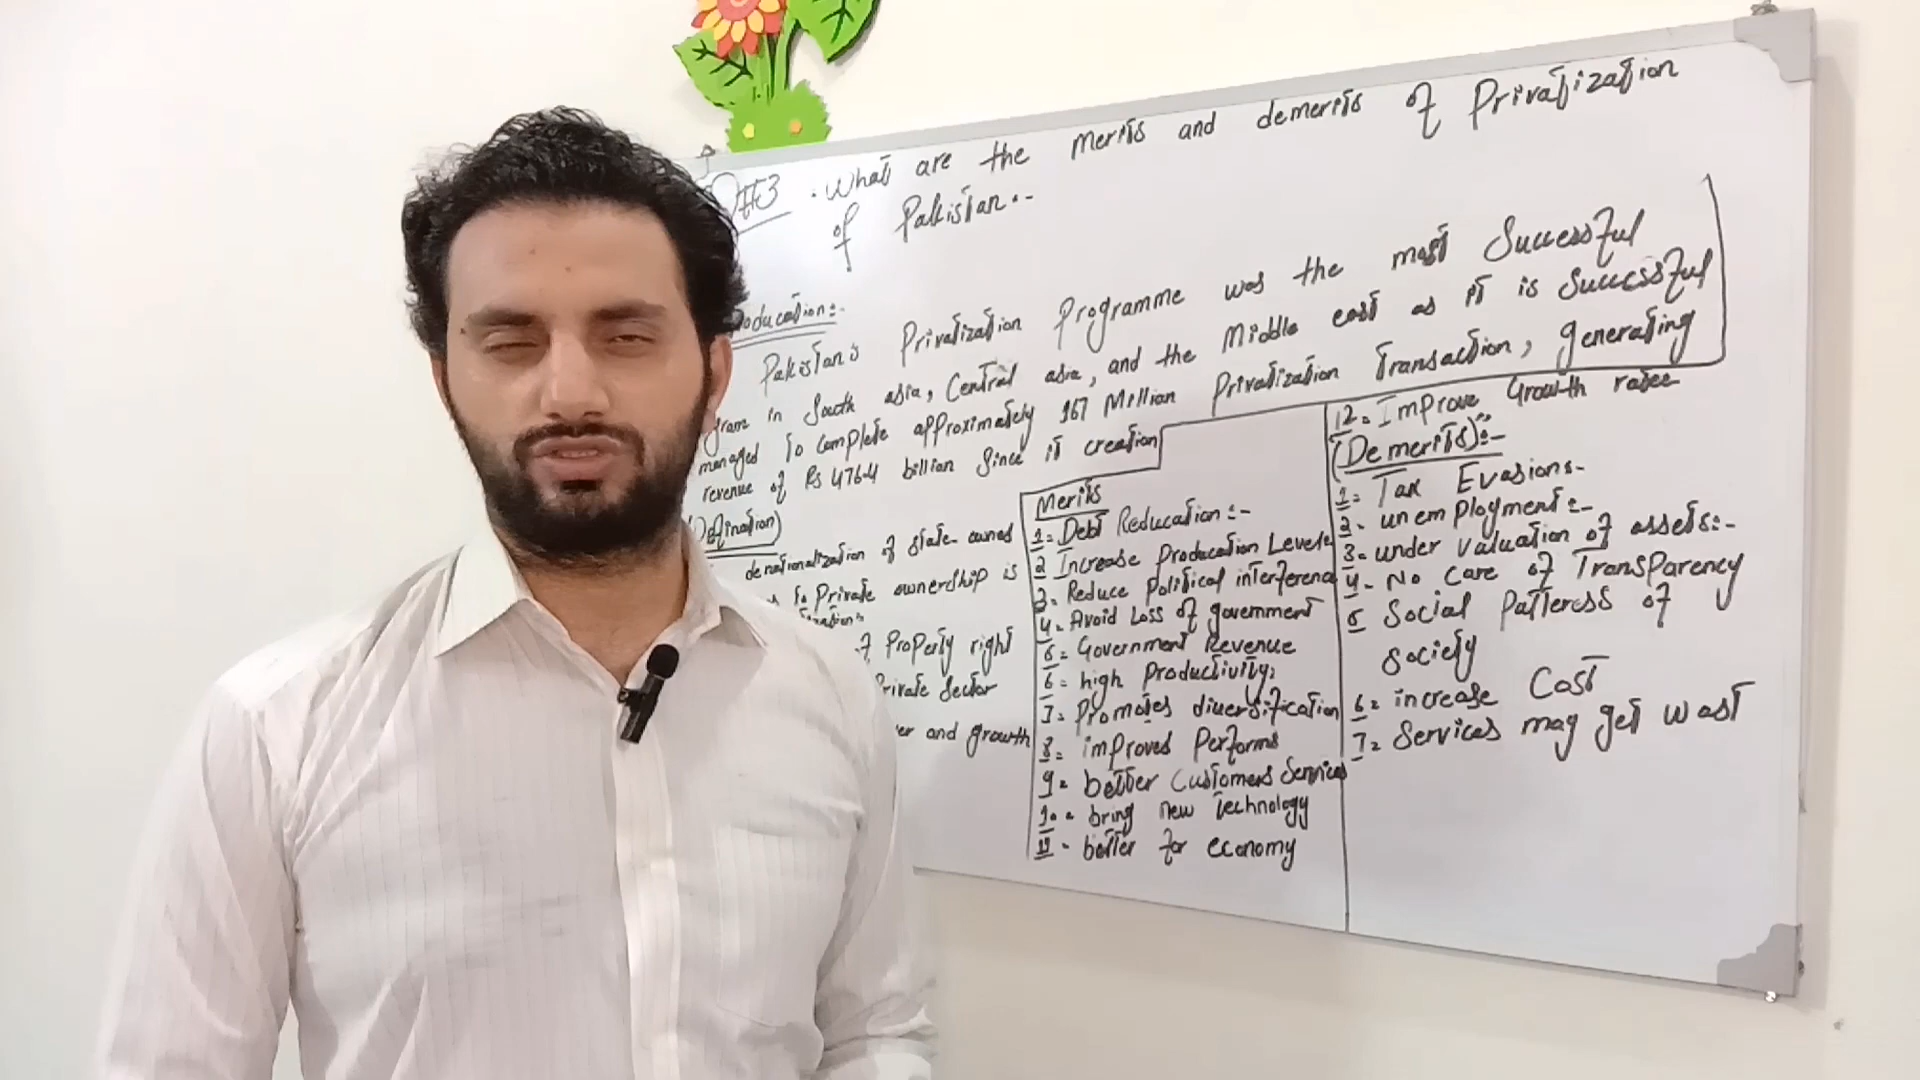 Q#3 . What are the merits and demerits of Privatization
of Pakistan.-
oducation:-
Pakistan's Privatization Programme was the most Successful
gram in South asia, Central asia, and the Middle east as it is Successful
managed to complete approximately 167 Million Privatization Transaction, generating
revenue of Rs 476.4 billion Since it creation
(Defination)
denationalization of state-owned
to Private ownership is
zation"
of Property right
Private Sector
er and growth
Merits
1= Debt Reducation:-
2 Increase Producation Levele
3. Reduce Political interference
4. Avoid Loss of government
5= Government Revenue
6= high Productivity,
7= Promotes diversification
8= improved Performs
9= better Customers Services
10= bring new Technology
11- better for economy
12. Improve Growth rates
(Demerits):-
1= Tax Evasions-
2- unemployment:-
3= under valuation of assets:-
4- No Care of Transparency
5 Social Patteress of
Society
6= increase Cost
7= Services may get wast